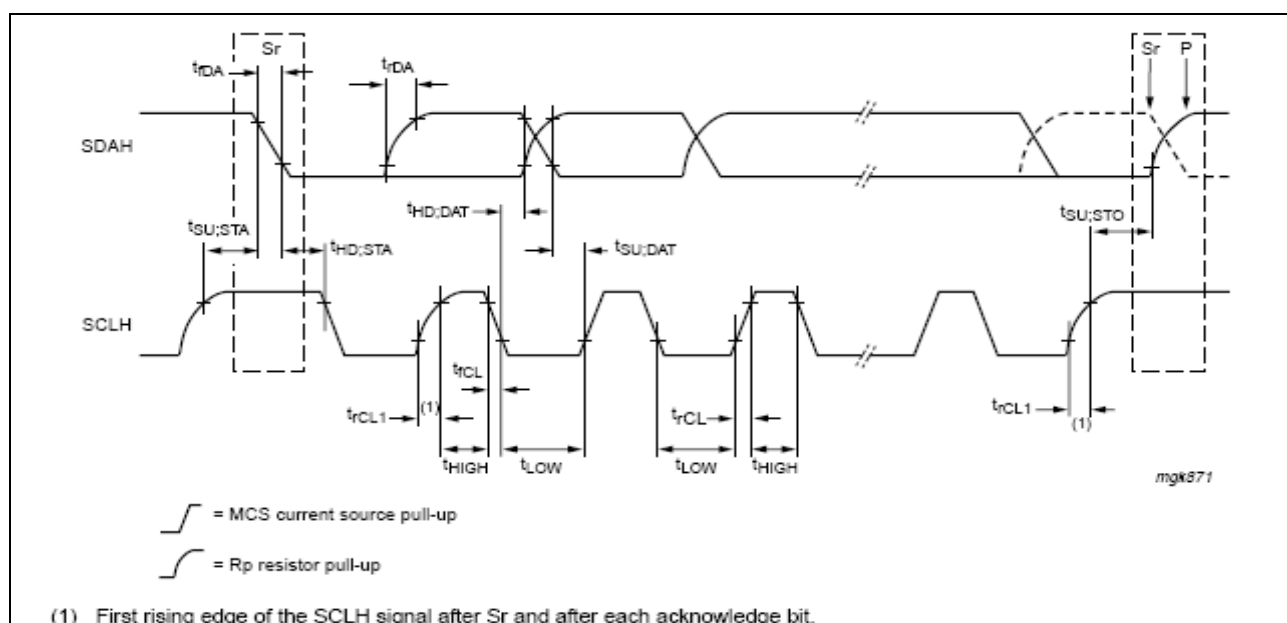 Sr
Sr P
tfDA
trDA
SDAH
tHD;DAT
tSU;STO
tSU;STA
tHD;STA
tSU;DAT
SCLH
tfCL
trCL1 (1)
trCL
trCL1 (1)
tHIGH tLOW tLOW tHIGH
mgk871
= MCS current source pull-up
= Rp resistor pull-up
(1) First rising edge of the SCLH signal after Sr and after each acknowledge bit.